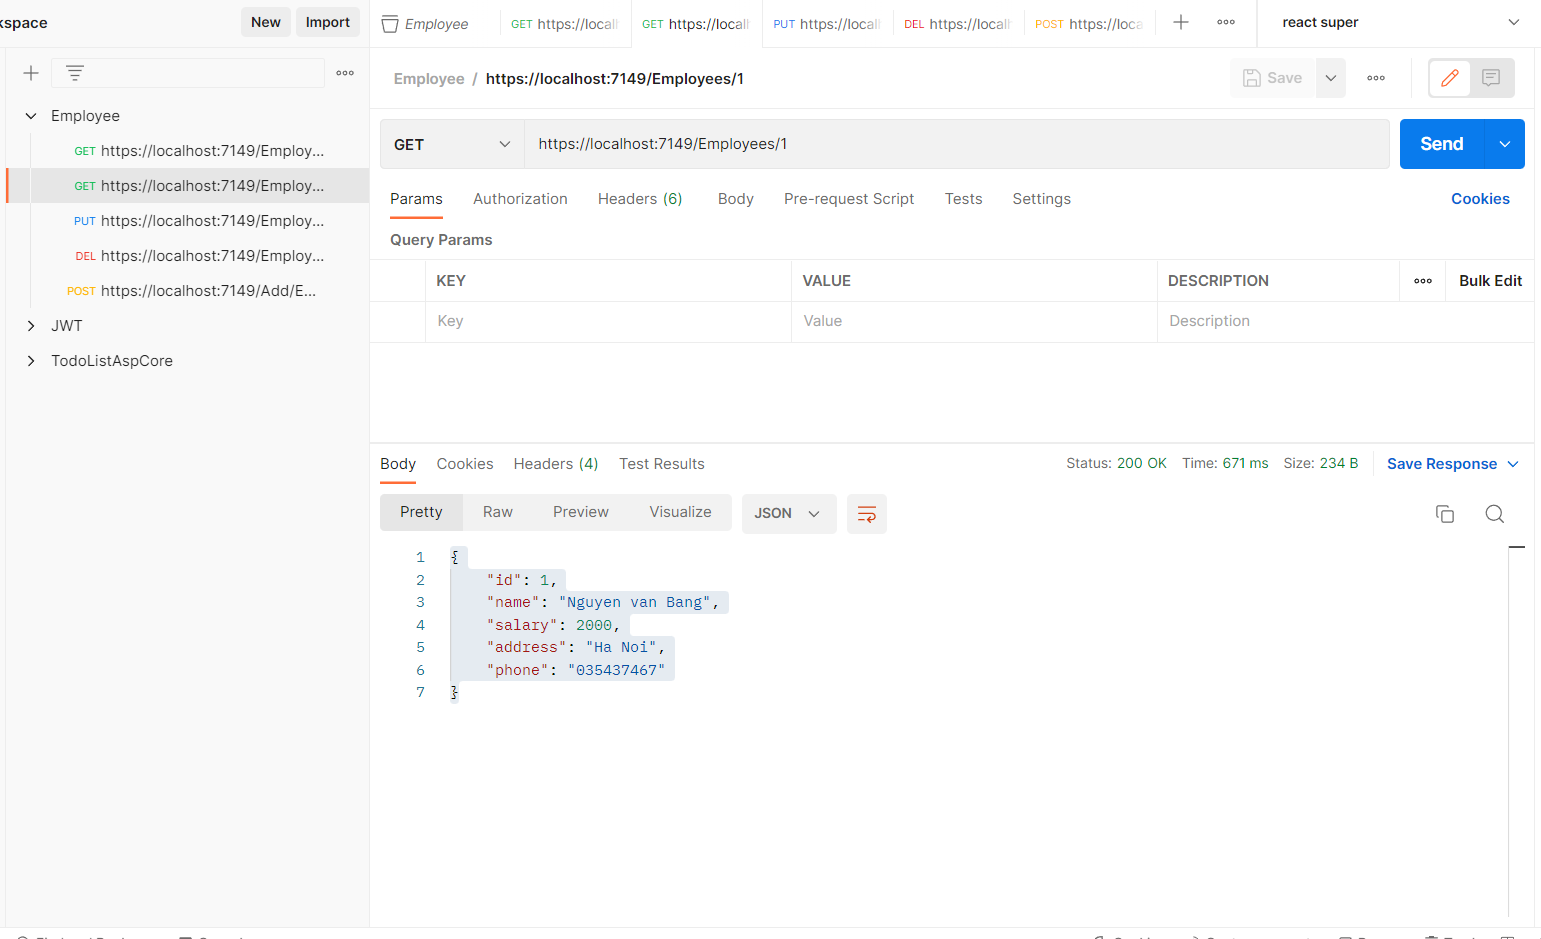 kspace
New
Import
Employee
GET https://locall
GET https://locall
PUT https://locall
DEL https://locall
POST https://loca
react super
Employee / https://localhost:7149/Employees/1
Save
Employee
GET https://localhost:7149/Employ...
GET https://localhost:7149/Employ...
PUT https://localhost:7149/Employ...
DEL https://localhost:7149/Employ...
POST https://localhost:7149/Add/E...
JWT
TodoListAspCore
GET https://localhost:7149/Employees/1
Send
Params Authorization Headers (6) Body Pre-request Script Tests Settings Cookies
Query Params
KEY VALUE DESCRIPTION Bulk Edit
Key Value Description
Body Cookies Headers (4) Test Results Status: 200 OK Time: 671 ms Size: 234 B Save Response
Pretty Raw Preview Visualize JSON
1 {
2 "id": 1,
3 "name": "Nguyen van Bang",
4 "salary": 2000,
5 "address": "Ha Noi",
6 "phone": "035437467"
7 }